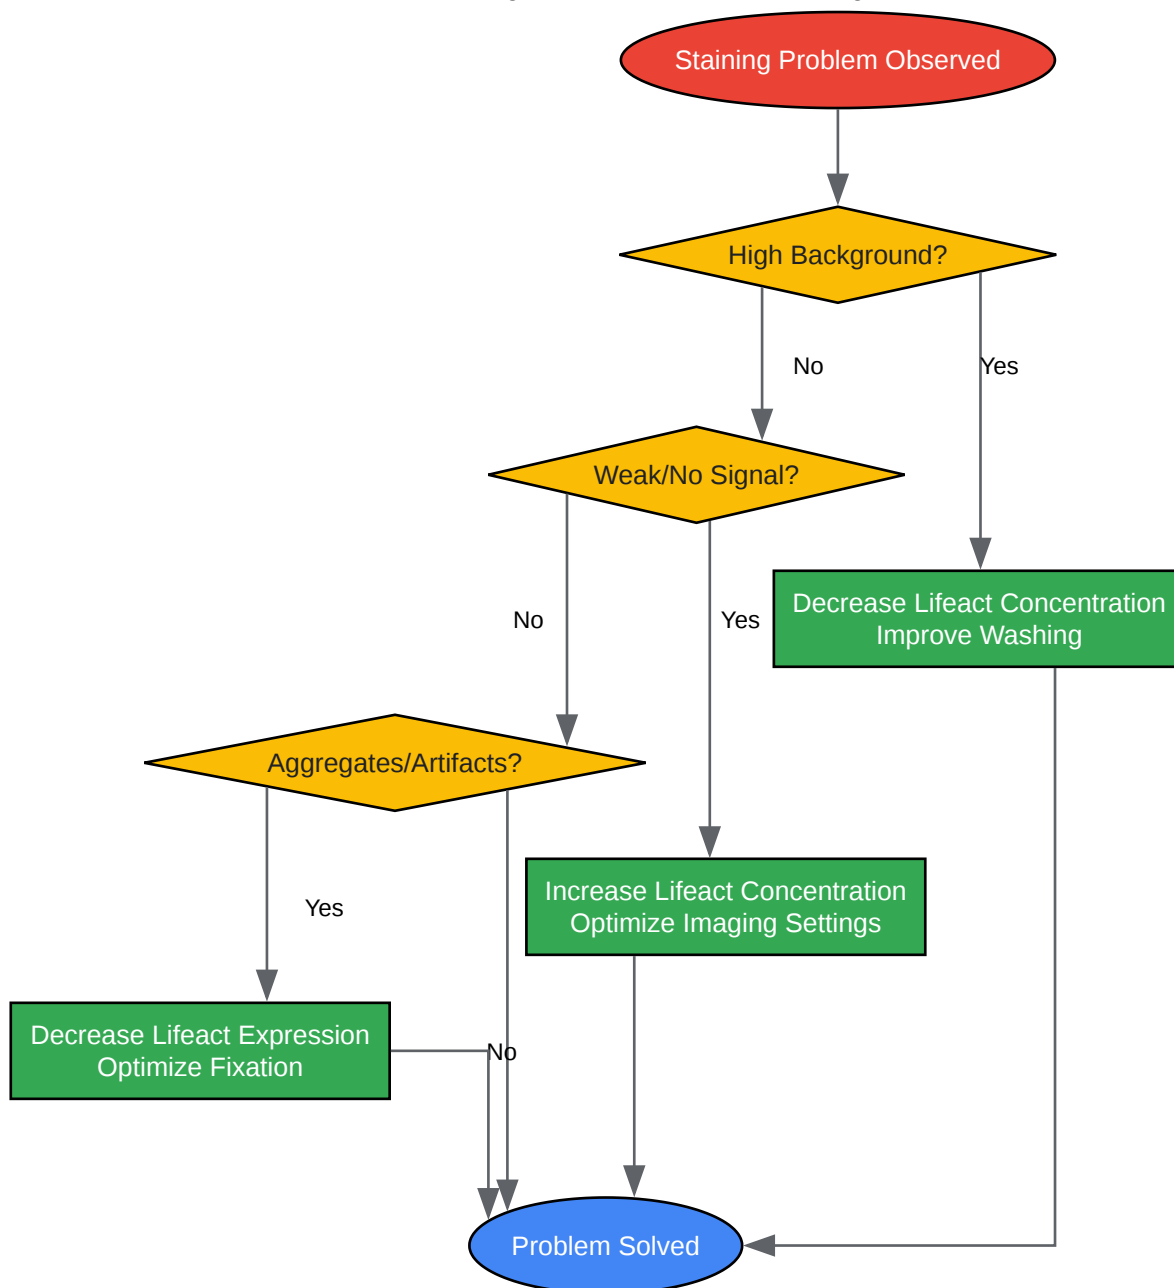 Staining Problem Observed
High Background?
No
Yes
Weak/No Signal?
Decrease Lifeact Concentration
Improve Washing
No
Yes
Aggregates/Artifacts?
Increase Lifeact Concentration
Optimize Imaging Settings
Yes
Decrease Lifeact Expression
Optimize Fixation
No
Problem Solved